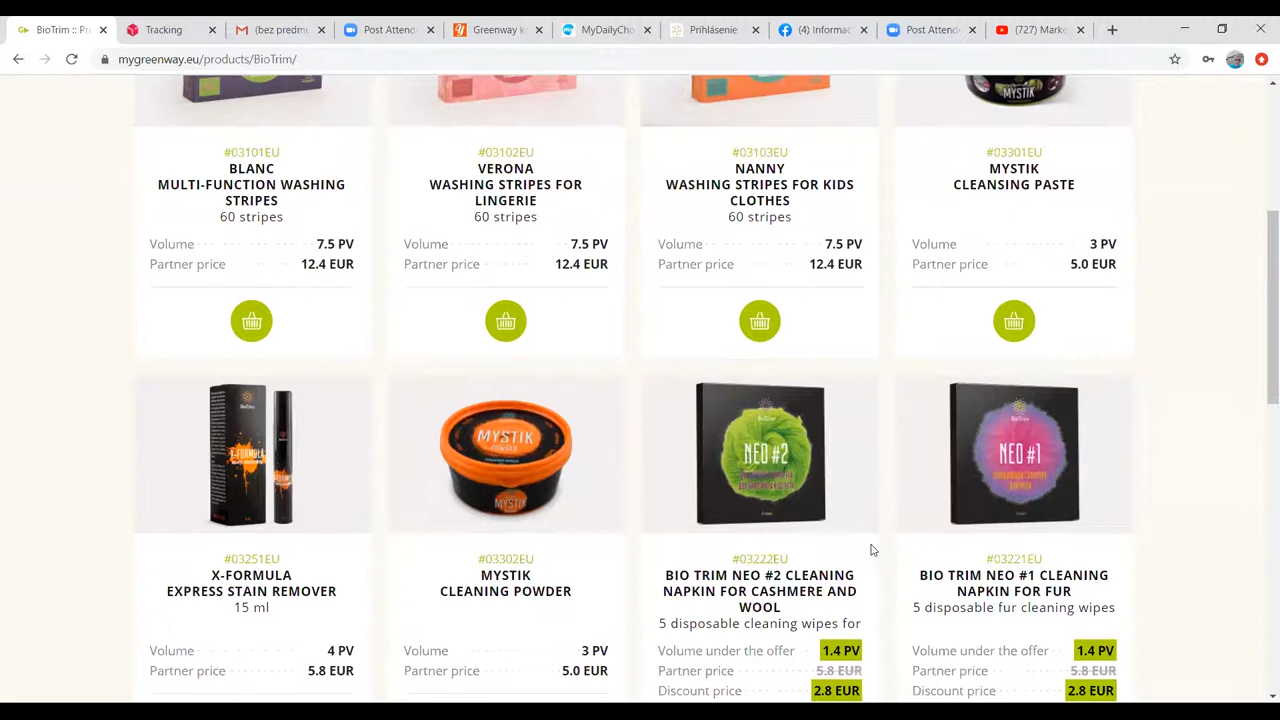 BioTrim :: Pr
Tracking
(bez predm
Post Attend
Greenway k
MyDailyCho
Prihlásenie
(4) Informac
Post Attend
(727) Marke
mygreenway.eu/products/BioTrim/
MYSTIK
#03101EU
BLANC
MULTI-FUNCTION WASHING
STRIPES
60 stripes
Volume 7.5 PV
Partner price 12.4 EUR
#03102EU
VERONA
WASHING STRIPES FOR
LINGERIE
60 stripes
Volume 7.5 PV
Partner price 12.4 EUR
#03103EU
NANNY
WASHING STRIPES FOR KIDS
CLOTHES
60 stripes
Volume 7.5 PV
Partner price 12.4 EUR
#03301EU
MYSTIK
CLEANSING PASTE
Volume 3 PV
Partner price 5.0 EUR
BioTrim
X-FORMULA
#03251EU
X-FORMULA
EXPRESS STAIN REMOVER
15 ml
Volume 4 PV
Partner price 5.8 EUR
MYSTIK
POWDER
MYSTIK
#03302EU
MYSTIK
CLEANING POWDER
Volume 3 PV
Partner price 5.0 EUR
BioTrim
NEO #2
#03222EU
BIO TRIM NEO #2 CLEANING
NAPKIN FOR CASHMERE AND
WOOL
5 disposable cleaning wipes for
Volume under the offer 1.4 PV
Partner price 5.8 EUR
Discount price 2.8 EUR
BioTrim
NEO #1
#03221EU
BIO TRIM NEO #1 CLEANING
NAPKIN FOR FUR
5 disposable fur cleaning wipes
Volume under the offer 1.4 PV
Partner price 5.8 EUR
Discount price 2.8 EUR